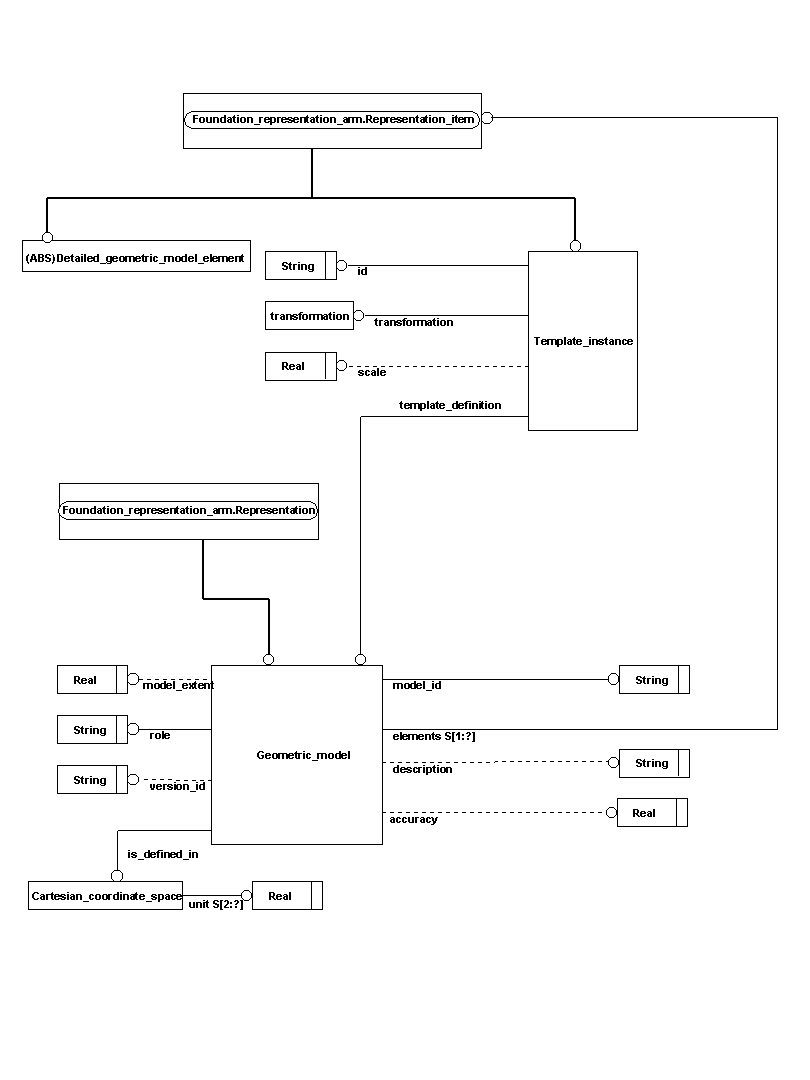 Foundation_representation_arm.Representation_item
(ABS)Detailed_geometric_model_element
String
id
transformation
transformation
Template_instance
Real
scale
template_definition
Foundation_representation_arm.Representation
Real
model_extent
model_id
String
String
role
elements S[1:?]
Geometric_model
description
String
String
version_id
accuracy
Real
is_defined_in
Cartesian_coordinate_space
unit S[2:?]
Real